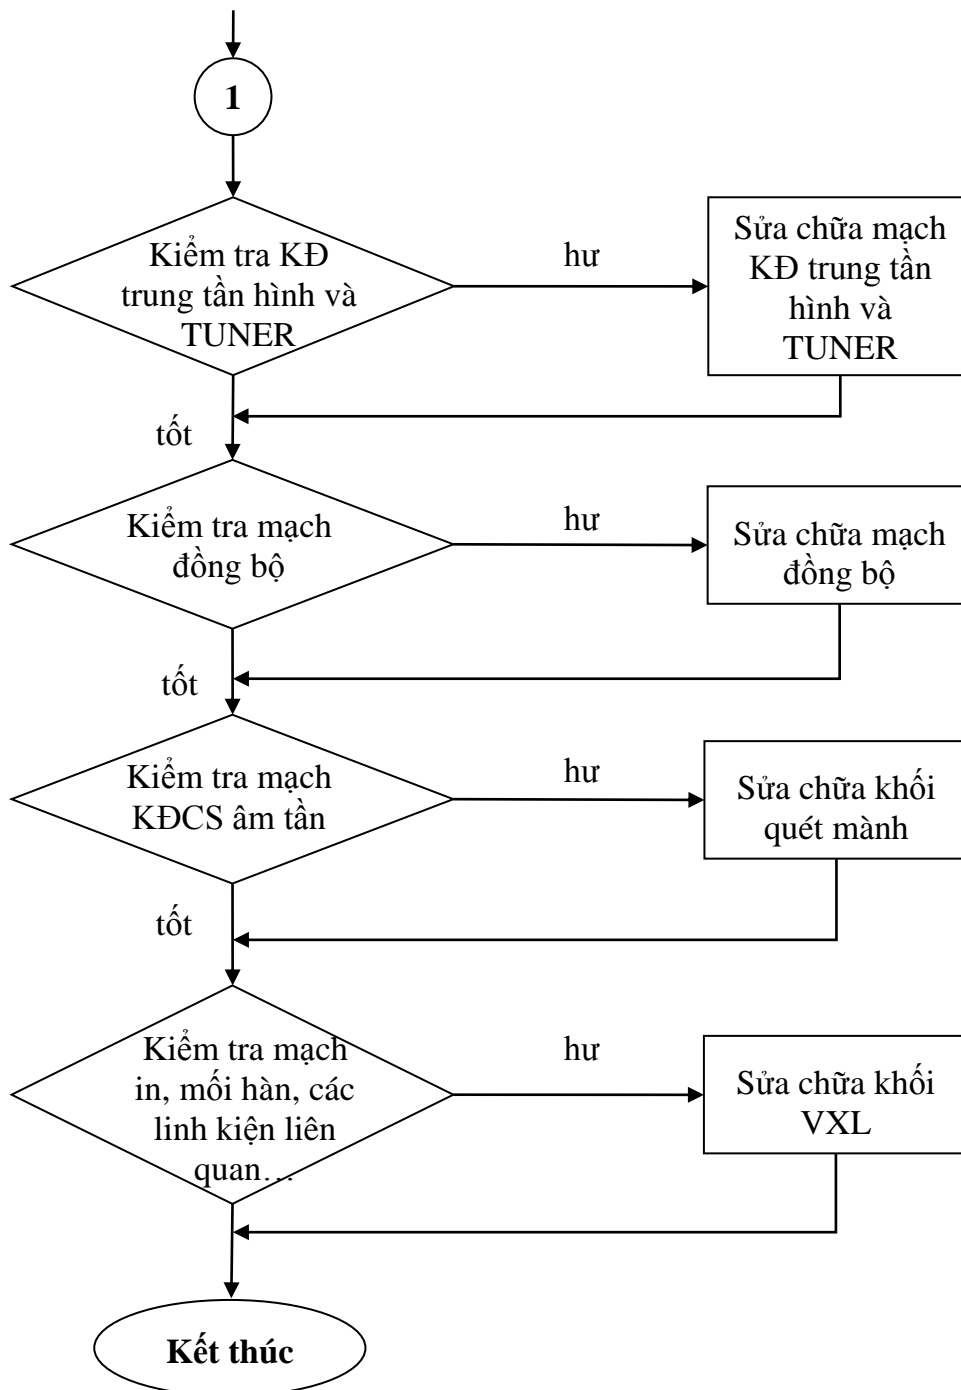 1
Kiểm tra KĐ
trung tần hình và
TUNER
hư
Sửa chữa mạch
KĐ trung tần
hình và
TUNER
tốt
Kiểm tra mạch
đồng bộ
hư
Sửa chữa mạch
đồng bộ
tốt
Kiểm tra mạch
KĐCS âm tần
hư
Sửa chữa khối
quét mành
tốt
Kiểm tra mạch
in, mối hàn, các
linh kiện liên
quan…
hư
Sửa chữa khối
VXL
Kết thúc